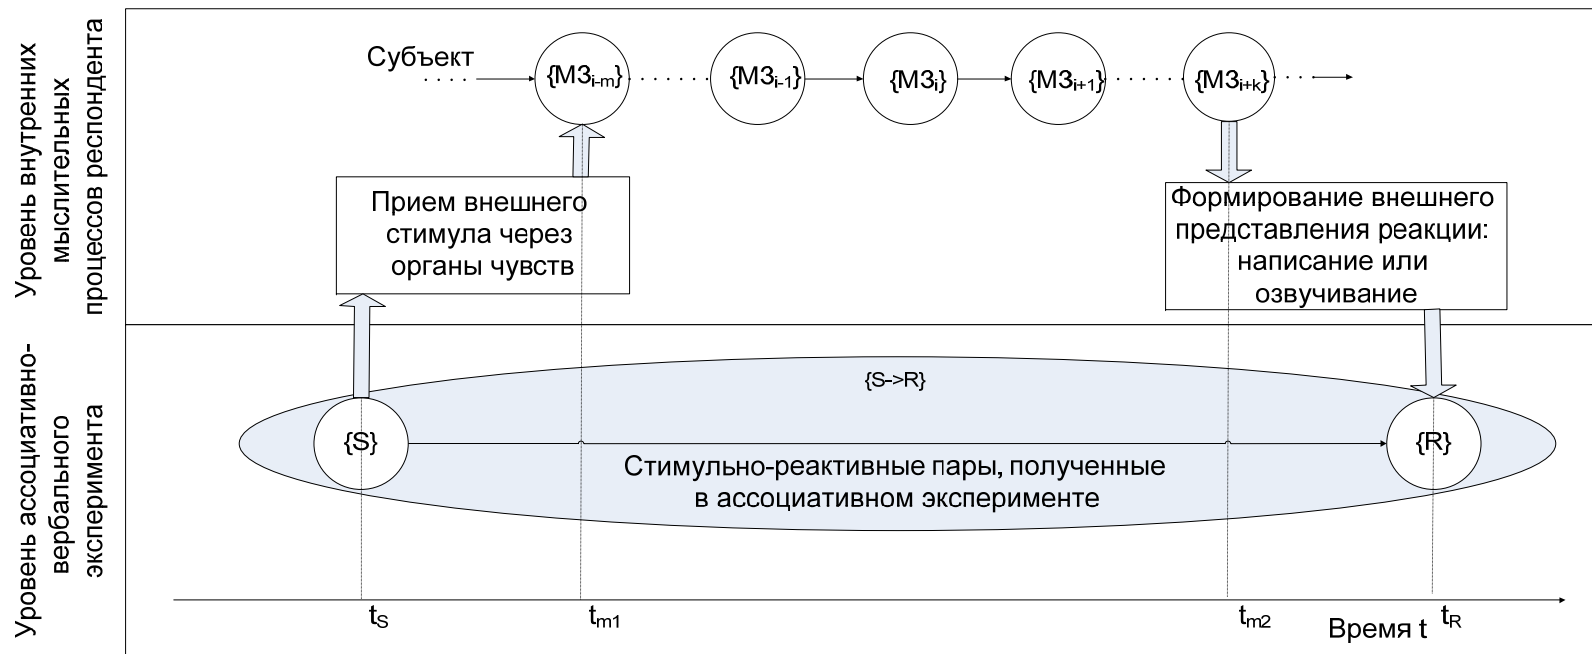 Уровень внутренних
мыслительных
процессов респондента
Субъект
{МЗi-m}
{МЗi-1}
{МЗi}
{МЗi+1}
{МЗi+k}
Прием внешнего
стимула через
органы чувств
Формирование внешнего
представления реакции:
написание или
озвучивание
Уровень ассоциативно-
вербального
эксперимента
{S->R}
{S}
{R}
Стимульно-реактивные пары, полученные
в ассоциативном эксперименте
tS
tm1
tm2
tR
Время t